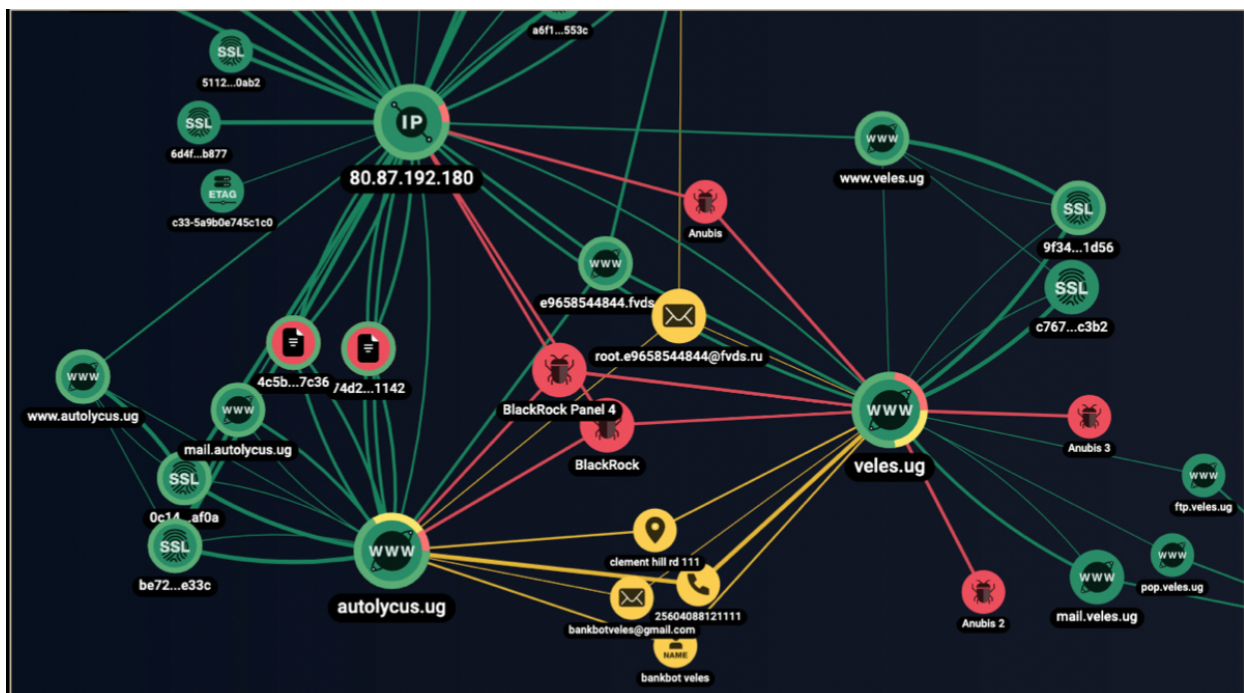 a6f1...553c
SSL
5112...0ab2
IP
SSL
6d4f...b877
80.87.192.180
www
www.veles.ug
ETAG
c33-5a9b0e745c1c0
Anubis
SSL
9f34...1d56
www
e9658544844.fvds
SSL
c767...c3b2
root.e9658544844@fvds.ru
4c5b...7c36
74d2...1142
www
www.autolycus.ug
www
mail.autolycus.ug
BlackRock Panel 4
www
veles.ug
BlackRock
Anubis 3
SSL
0c14...af0a
www
ftp.veles.ug
SSL
be72...e33c
www
autolycus.ug
clement hill rd 111
www
pop.veles.ug
www
mail.veles.ug
25604088121111
bankbotveles@gmail.com
Anubis 2
NAME
bankbot veles